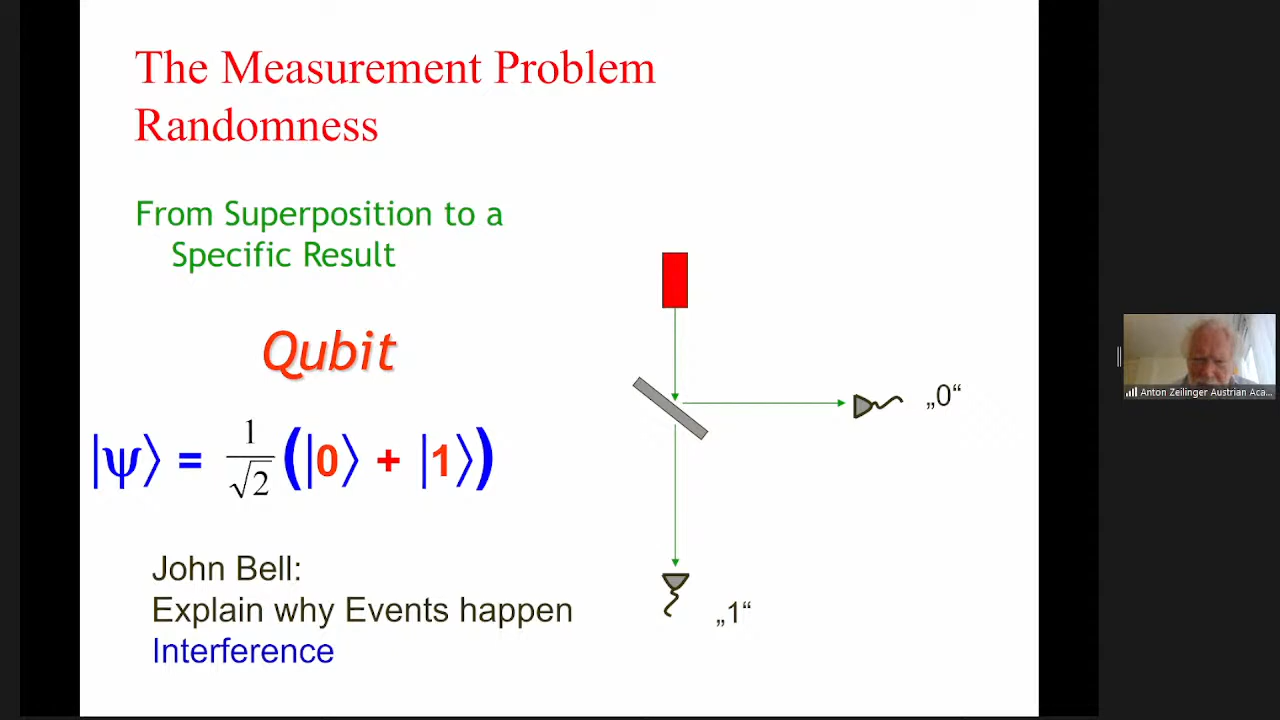 The Measurement Problem
Randomness
From Superposition to a
Specific Result
Qubit
|ψ⟩ = 1/√2 (|0⟩ + |1⟩)
John Bell:
Explain why Events happen
Interference
„0“
„1“
Anton Zeilinger Austrian Aca...